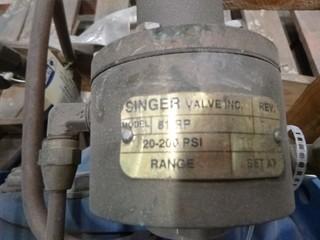 SINGER VALVE INC. REV.
MODEL 81 RP
20-200 PSI
RANGE SET AT